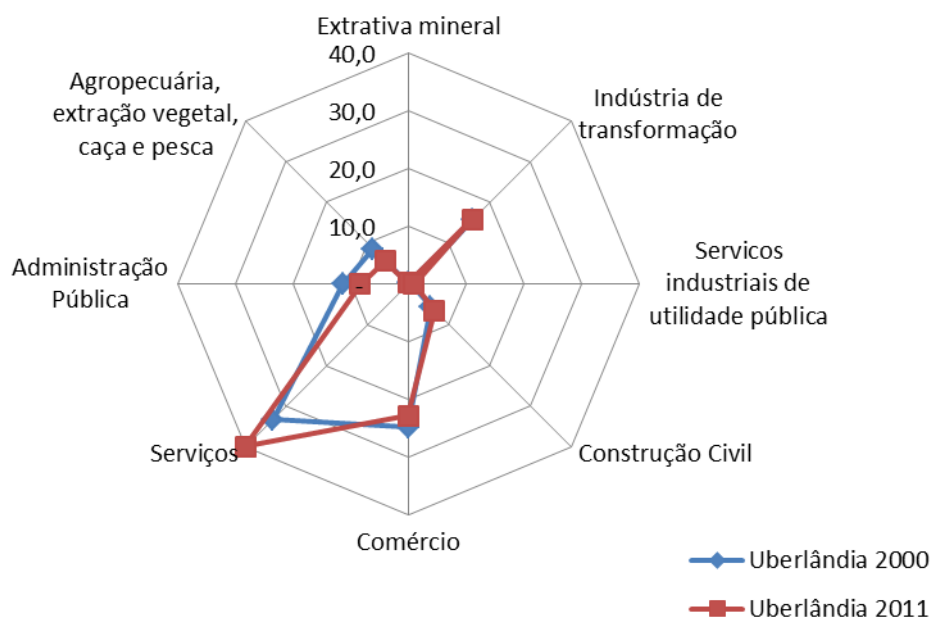 Extrativa mineral
40,0
30,0
20,0
10,0
-
Indústria de
transformação
Servicos
industriais de
utilidade pública
Construção Civil
Comércio
Serviços
Administração
Pública
Agropecuária,
extração vegetal,
caça e pesca
Uberlândia 2000
Uberlândia 2011